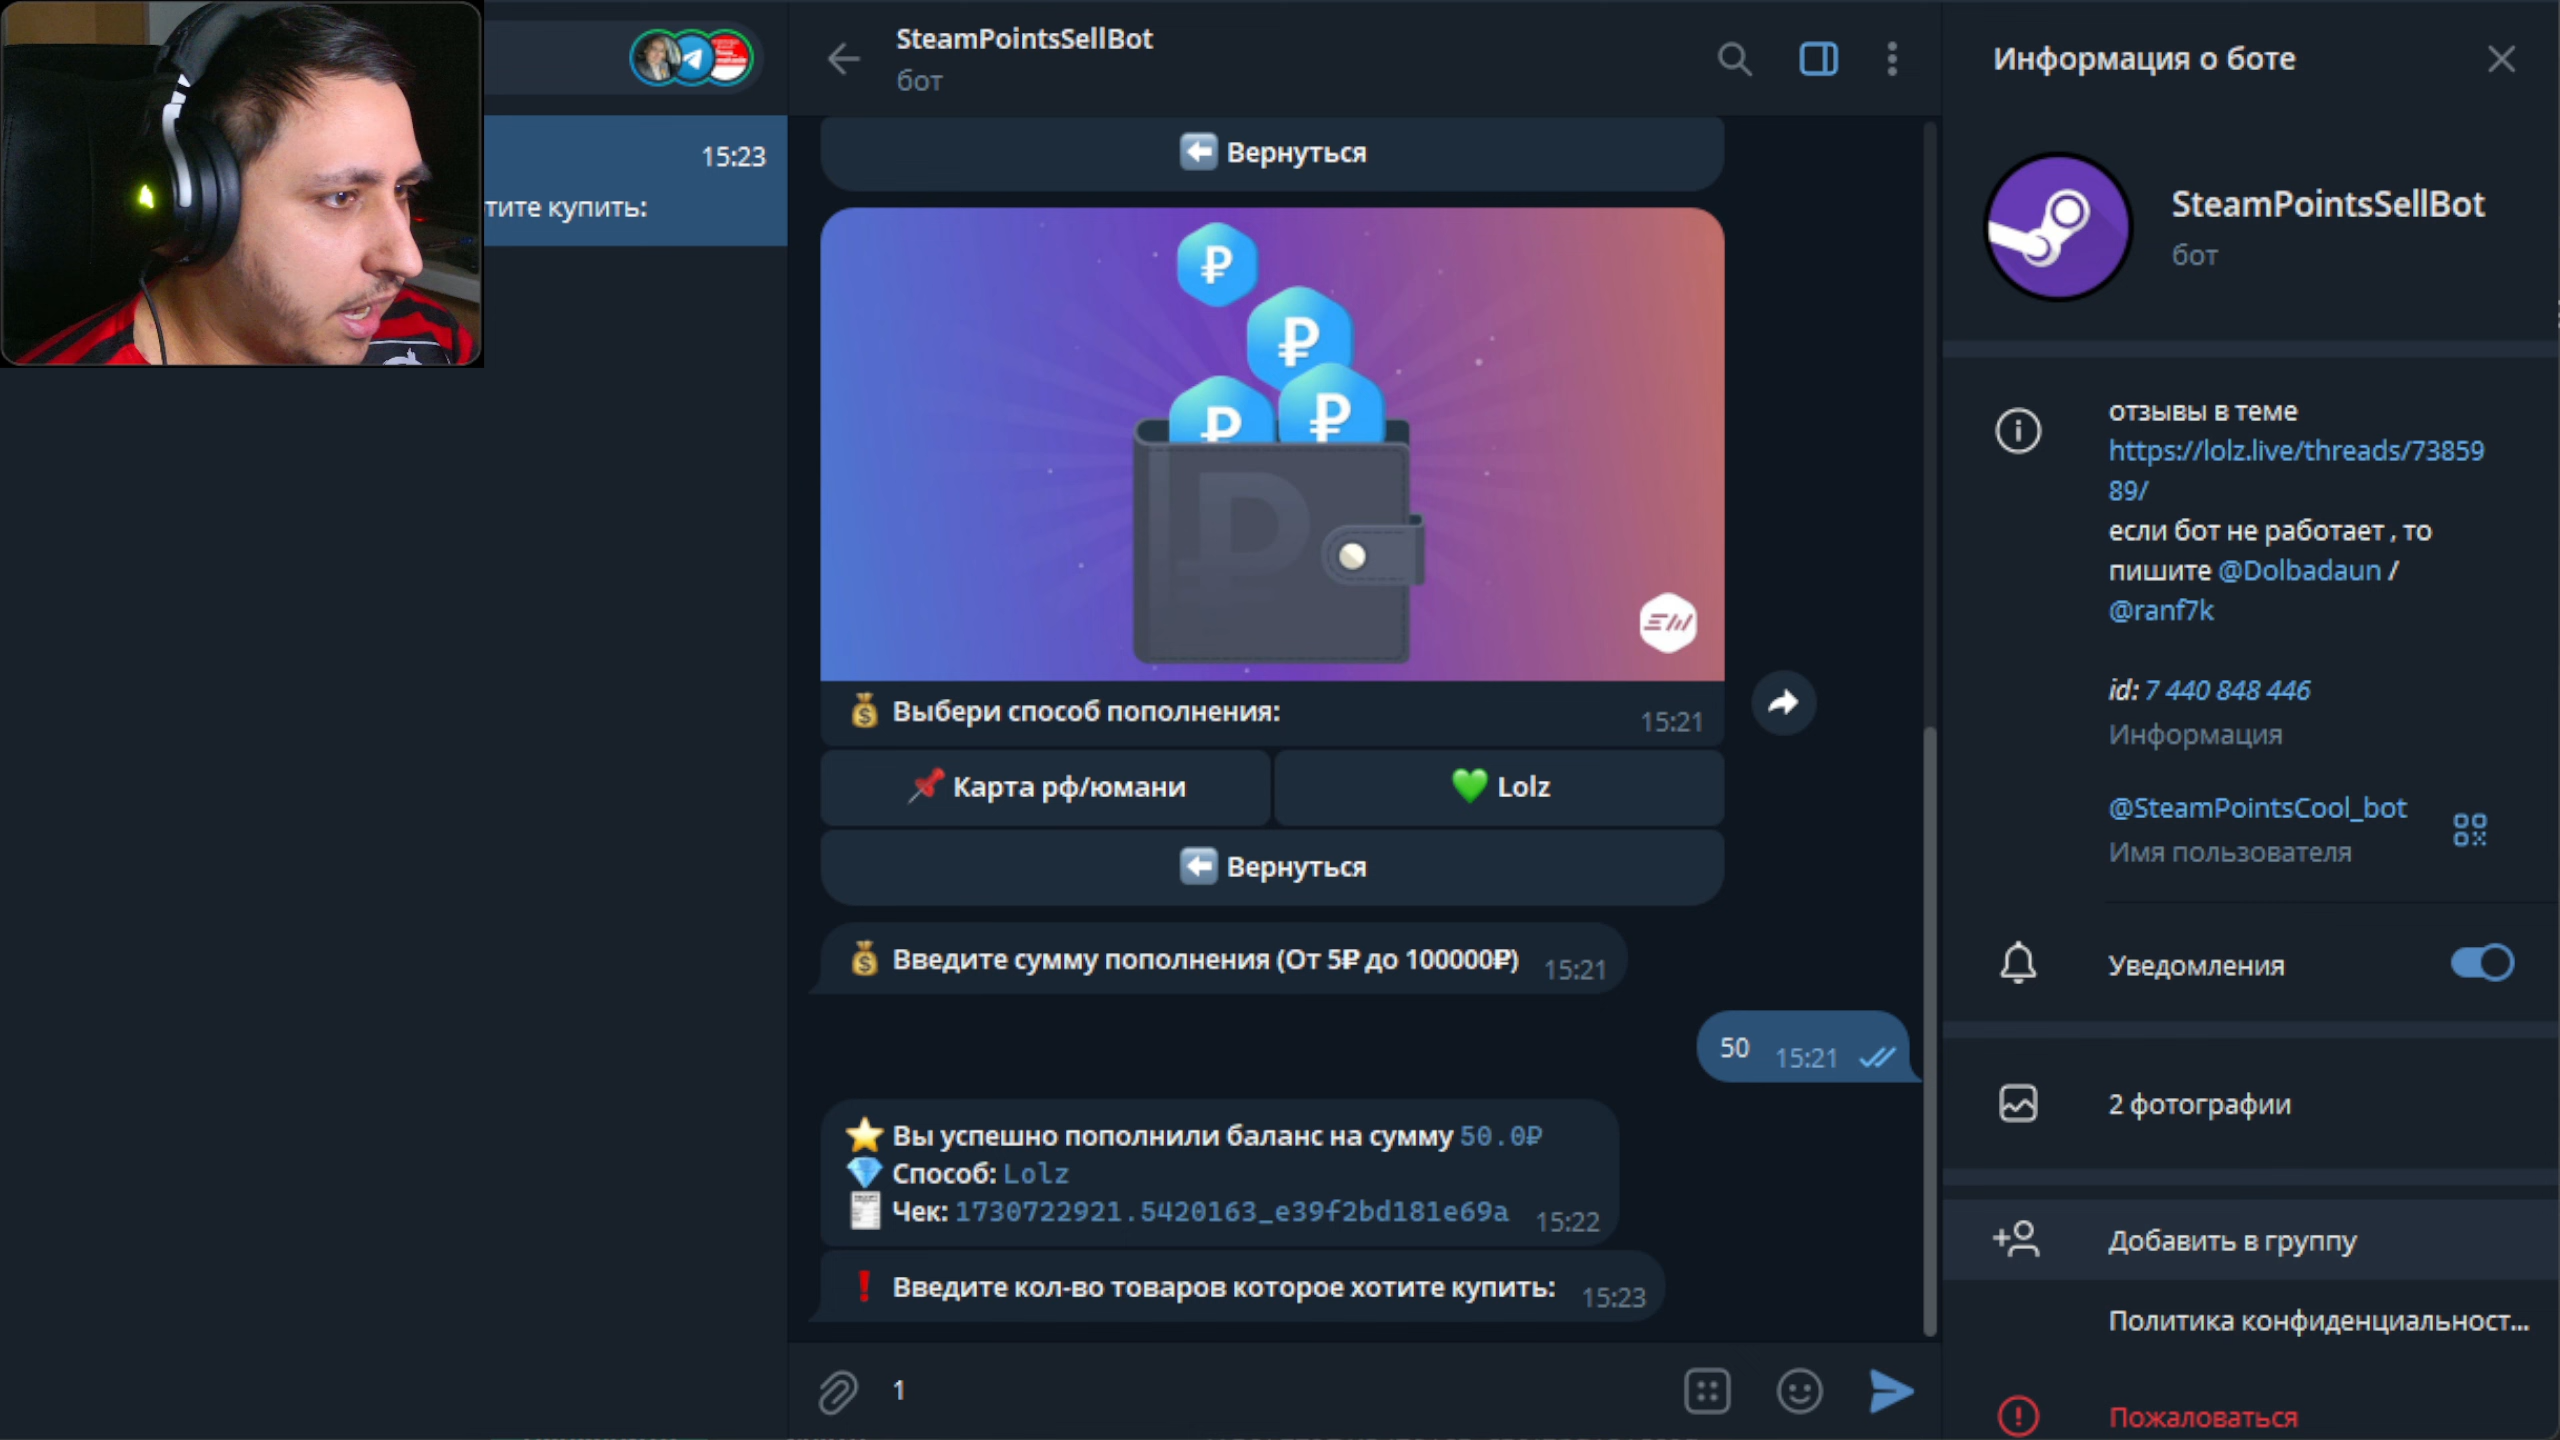 15:23
тите купить:
SteamPointsSellBot
бот
⬅ Вернуться
💰 Выбери способ пополнения: 15:21
📌 Карта рф/юмани
💚 Lolz
⬅ Вернуться
💰 Введите сумму пополнения (От 5₽ до 100000₽) 15:21
50 15:21
⭐ Вы успешно пополнили баланс на сумму 50.0₽
💎 Способ: Lolz
🧾 Чек: 1730722921.5420163_e39f2bd181e69a 15:22
❗ Введите кол-во товаров которое хотите купить: 15:23
1
Информация о боте
SteamPointsSellBot
бот
отзывы в теме
https://lolz.live/threads/73859
89/
если бот не работает , то
пишите @Dolbadaun /
@ranf7k
id: 7 440 848 446
Информация
@SteamPointsCool_bot
Имя пользователя
Уведомления
2 фотографии
Добавить в группу
Политика конфиденциальност...
Пожаловаться